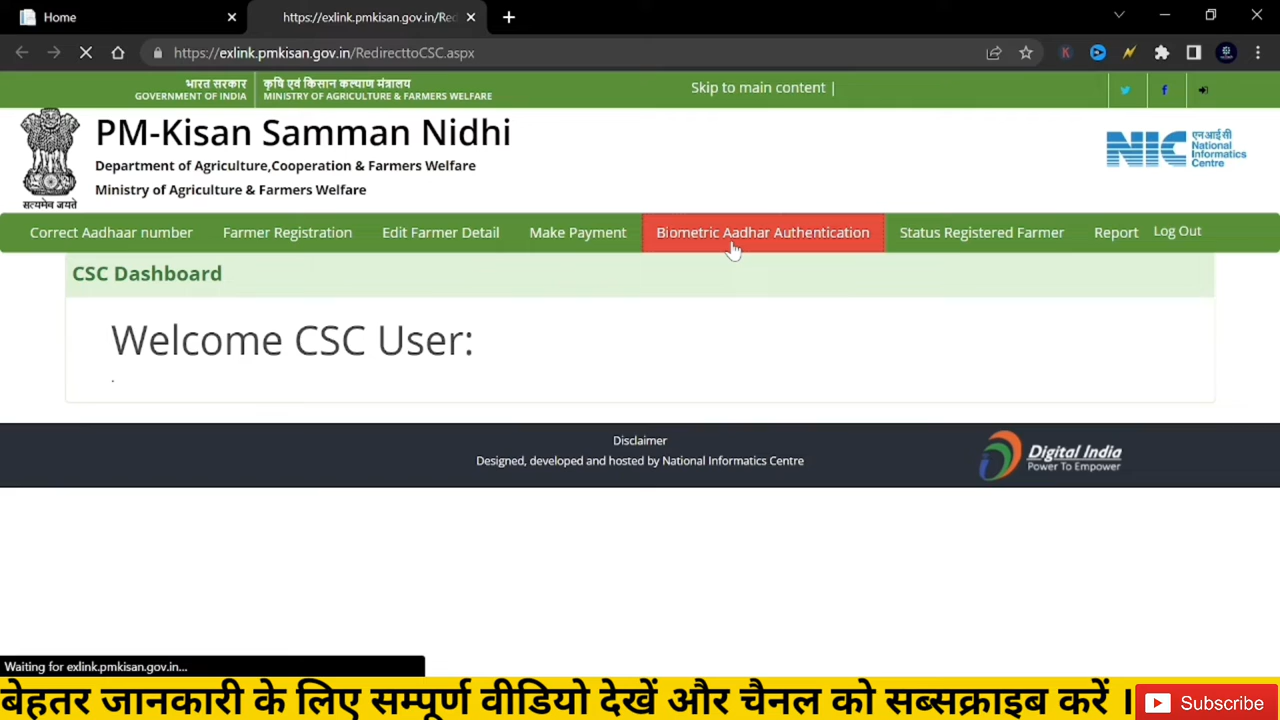 Home
https://exlink.pmkisan.gov.in/Red
https://exlink.pmkisan.gov.in/RedirecttoCSC.aspx
भारत सरकार
GOVERNMENT OF INDIA
कृषि एवं किसान कल्याण मंत्रालय
MINISTRY OF AGRICULTURE & FARMERS WELFARE
Skip to main content |
PM-Kisan Samman Nidhi
Department of Agriculture,Cooperation & Farmers Welfare
Ministry of Agriculture & Farmers Welfare
सत्यमेव जयते
NIC
एनआईसी
National
Informatics
Centre
Correct Aadhaar number Farmer Registration Edit Farmer Detail Make Payment Biometric Aadhar Authentication Status Registered Farmer Report Log Out
CSC Dashboard
Welcome CSC User:
.
Disclaimer
Designed, developed and hosted by National Informatics Centre
Digital India
Power To Empower
Waiting for exlink.pmkisan.gov.in...
बेहतर जानकारी के लिए सम्पूर्ण वीडियो देखें और चैनल को सब्सक्राइब करें ।
Subscribe